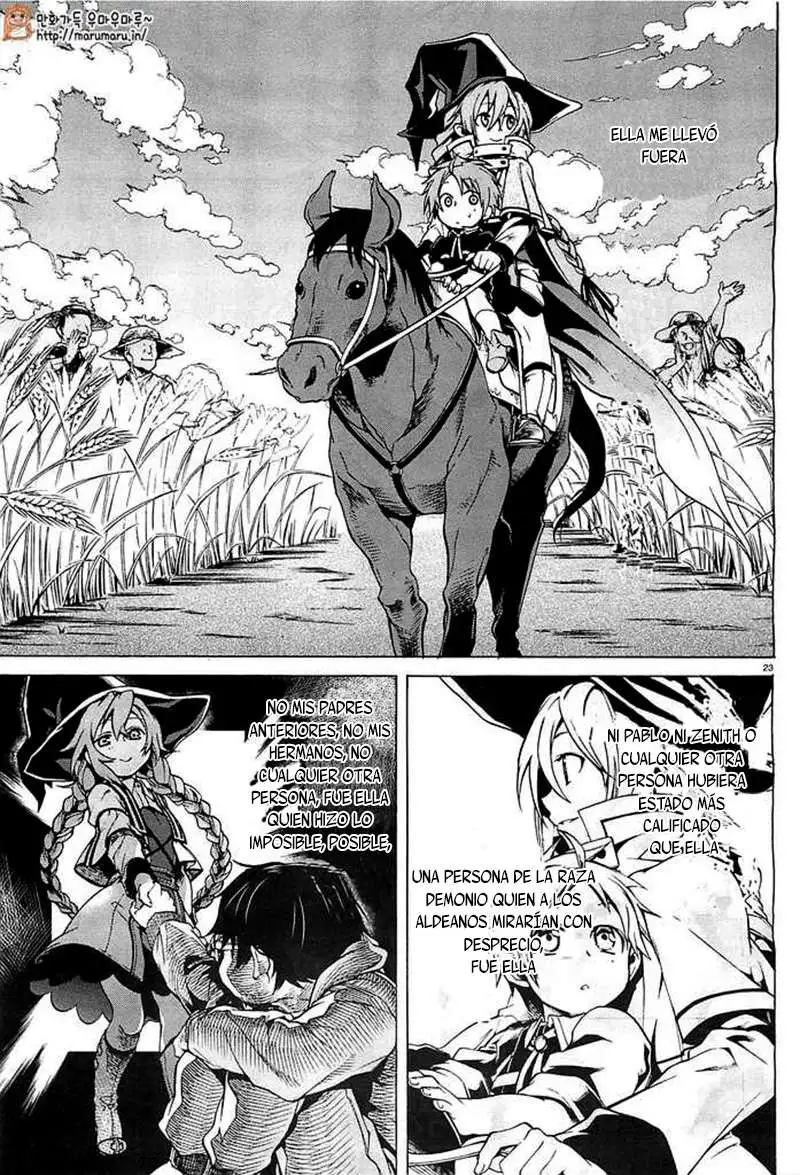 만화가득 우마우마루~
http://marumaru.in/
ELLA ME LLEVÓ
FUERA
23
NI PABLO NI ZENITH O
CUALQUIER OTRA
PERSONA HUBIERA
ESTADO MÁS
CALIFICADO
QUE ELLA
UNA PERSONA DE LA RAZA
DEMONIO QUIEN A LOS
ALDEANOS MIRARÍAN CON
DESPRECIÓ,
FUE ELLA
NO MIS PADRES
ANTERIORES, NO MIS
HERMANOS, NO
CUALQUIER OTRA
PERSONA, FUE ELLA
QUIEN HIZO LO
IMPOSIBLE, POSIBLE,